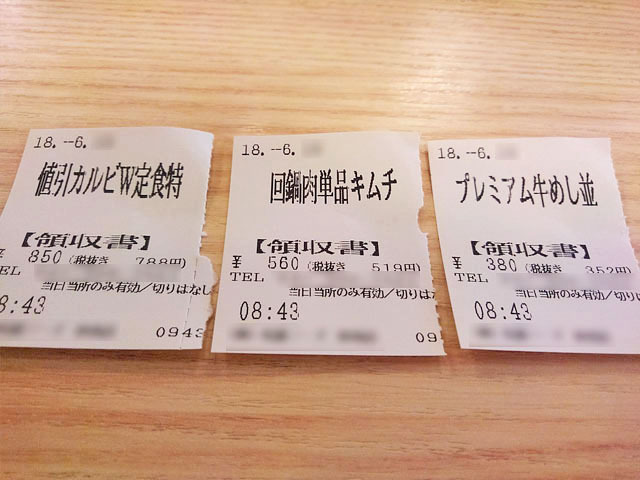 18.--6.
値引カルビW定食特
【領収書】
¥ 850 (税抜き 788円)
TEL
当日当所のみ有効/切りはなし
8:43
0943
18.--6.
回鍋肉単品キムチ
【領収書】
¥ 560 (税抜き 519円)
TEL
当日当所のみ有効/切りは
08:43
09
18.--6.
プレミアム牛めし並
【領収書】
¥ 380 (税抜き 352円)
TEL
当日当所のみ有効/切りは
08:43